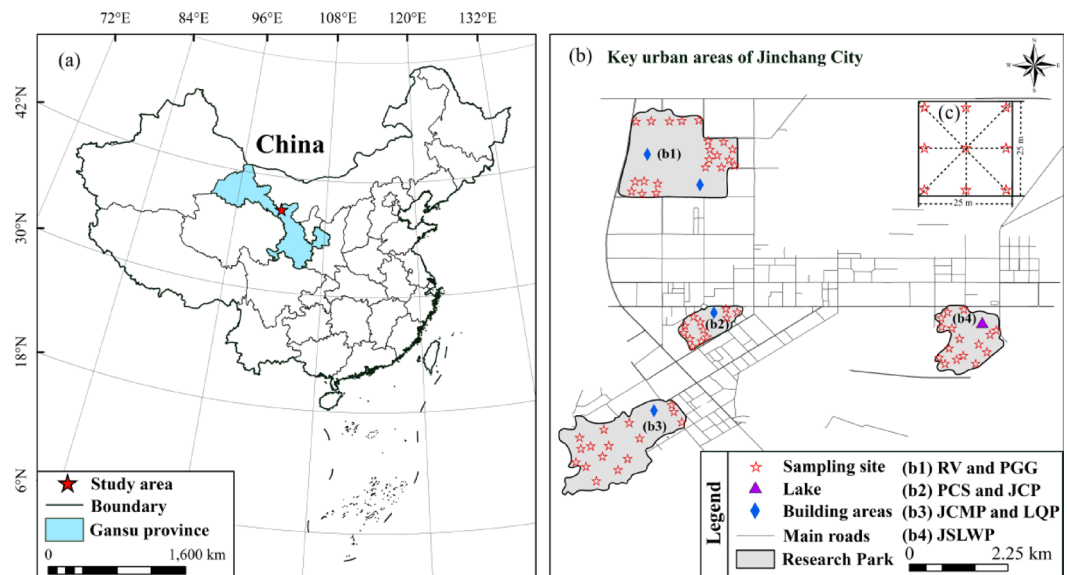 72°E 84°E 96°E 108°E 120°E 132°E
(a)
42°N
30°N
18°N
6°N
China
Study area
Boundary
Gansu province
0 1,600 km
(b) Key urban areas of Jinchang City
N
W E
S
(c)
25 m
25 m
(b1)
(b2)
(b3)
(b4)
Legend
Sampling site (b1) RV and PGG
Lake (b2) PCS and JCP
Building areas (b3) JCMP and LQP
Main roads (b4) JSLWP
Research Park 0 2.25 km